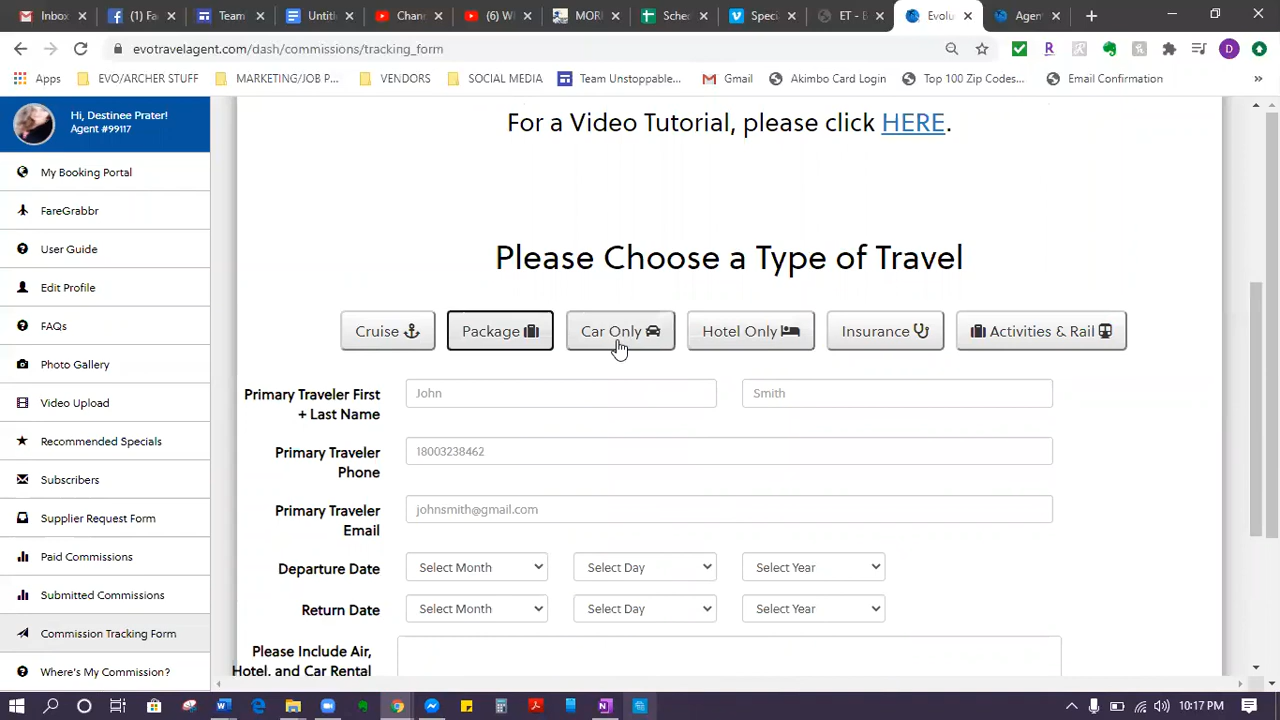 Inbox
(1) Fa
Team
Untitl
Chann
(6) W
MORI
Sche
Speci
ET - B
Evolu
Agent
evotravelagent.com/dash/commissions/tracking_form
D
Apps
EVO/ARCHER STUFF
MARKETING/JOB P...
VENDORS
SOCIAL MEDIA
Team Unstoppable...
Gmail
Akimbo Card Login
Top 100 Zip Codes...
Email Confirmation
»
Hi, Destinee Prater!
Agent #99117
My Booking Portal
FareGrabbr
User Guide
Edit Profile
FAQs
Photo Gallery
Video Upload
Recommended Specials
Subscribers
Supplier Request Form
Paid Commissions
Submitted Commissions
Commission Tracking Form
Where's My Commission?
For a Video Tutorial, please click HERE.
Please Choose a Type of Travel
Cruise
Package
Car Only
Hotel Only
Insurance
Activities & Rail
Primary Traveler First
+ Last Name
John
Smith
Primary Traveler
Phone
18003238462
Primary Traveler
Email
johnsmith@gmail.com
Departure Date
Select Month
Select Day
Select Year
Return Date
Select Month
Select Day
Select Year
Please Include Air,
Hotel, and Car Rental
10:17 PM